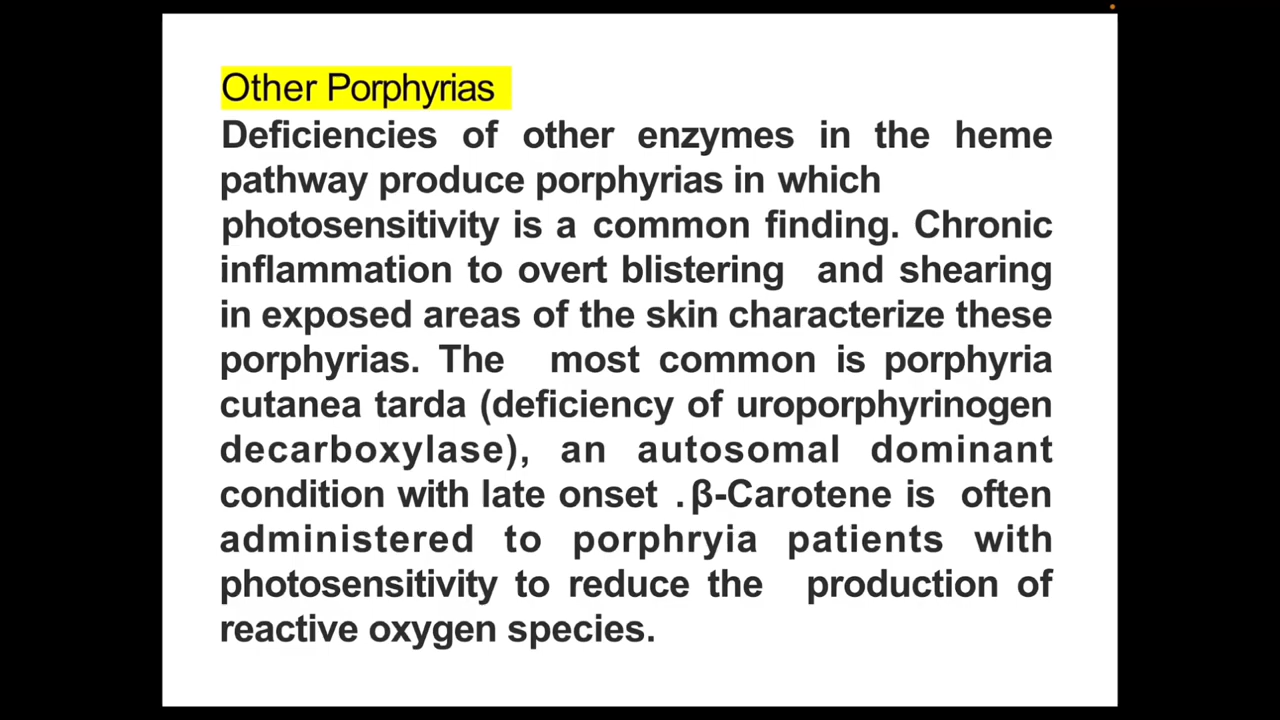 Other Porphyrias
Deficiencies of other enzymes in the heme
pathway produce porphyrias in which
photosensitivity is a common finding. Chronic
inflammation to overt blistering and shearing
in exposed areas of the skin characterize these
porphyrias. The most common is porphyria
cutanea tarda (deficiency of uroporphyrinogen
decarboxylase), an autosomal dominant
condition with late onset .β-Carotene is often
administered to porphryia patients with
photosensitivity to reduce the production of
reactive oxygen species.